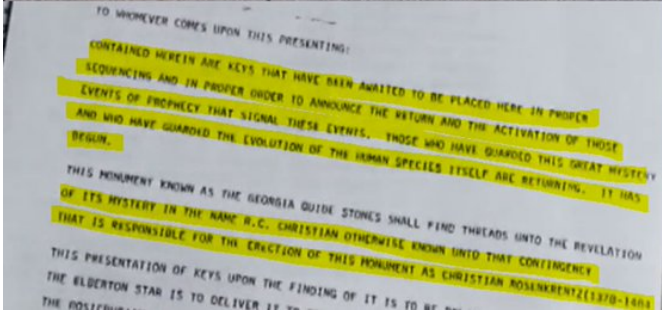 TO WHOMEVER COMES UPON THIS PRESENTING:
CONTAINED HEREIN ARE KEYS THAT HAVE BEEN AWAITED TO BE PLACED HERE IN PROPER
SEQUENCING AND IN PROPER ORDER TO ANNOUNCE THE RETURN AND THE ACTIVATION OF THOSE
EVENTS OF PROPHECY THAT SIGNAL THESE EVENTS. THOSE WHO HAVE GUARDED THIS GREAT MYSTERY
AND WHO HAVE GUARDED THE EVOLUTION OF THE HUMAN SPECIES ITSELF ARE RETURNING. IT HAS
BEGUN.
THIS MONUMENT KNOWN AS THE GEORGIA GUIDE STONES SHALL FIND THREADS UNTO THE REVELATION
OF ITS MYSTERY IN THE NAME R.C. CHRISTIAN OTHERWISE KNOWN UNTO THAT CONTINGENCY
THAT IS RESPONSIBLE FOR THE ERECTION OF THIS MONUMENT AS CHRISTIAN ROSENKRENTZ(1378-1484
THIS PRESENTATION OF KEYS UPON THE FINDING OF IT IS TO BE
THE ELBERTON STAR IS TO DELIVER IT TO
THE